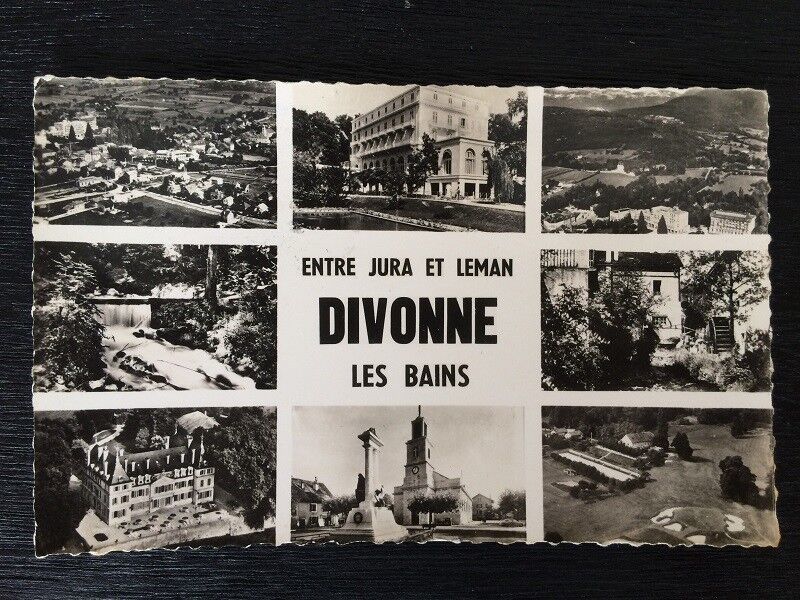 ENTRE JURA ET LEMAN
DIVONNE
LES BAINS